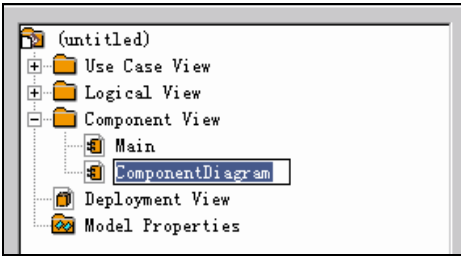 (untitled)
Use Case View
Logical View
Component View
Main
ComponentDiagram
Deployment View
Model Properties